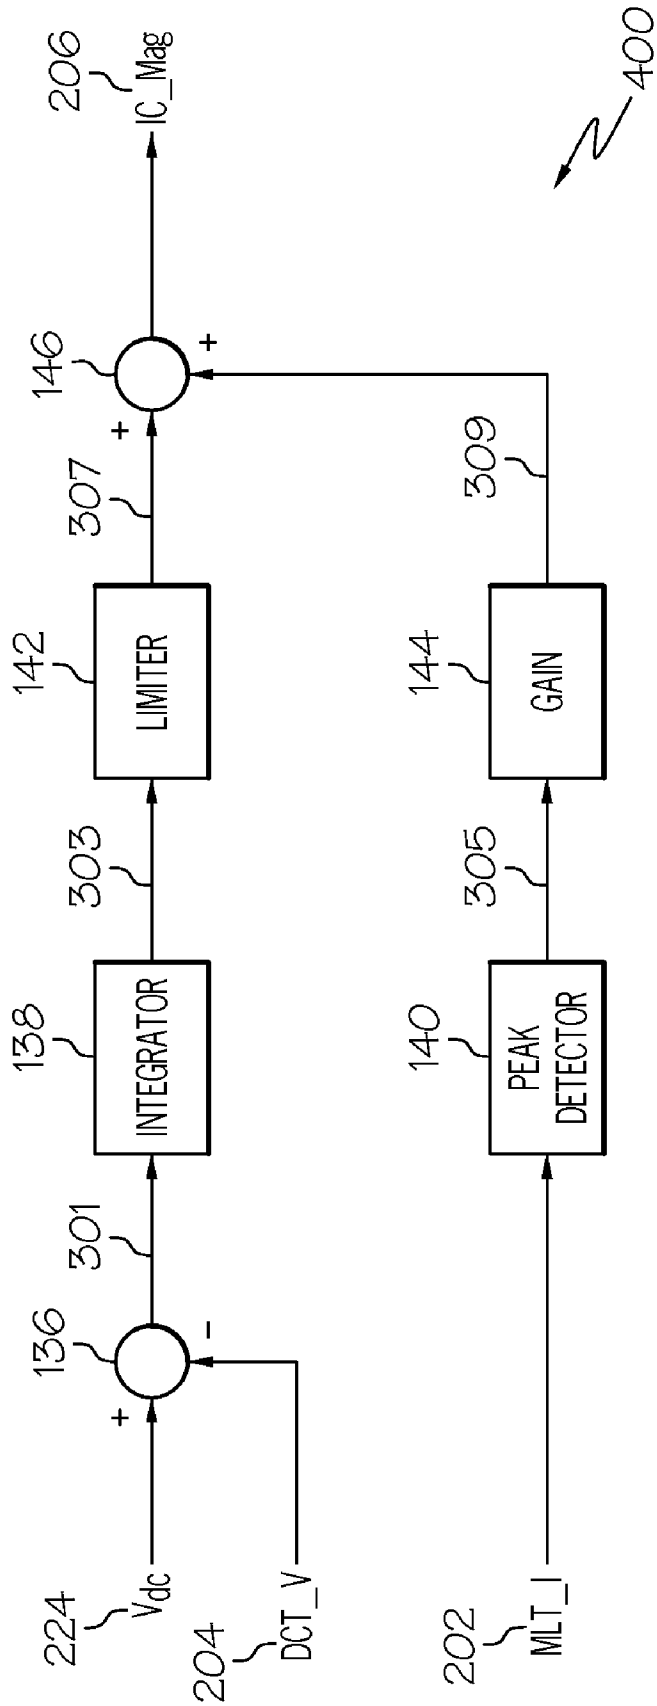 224
Vdc
+
136
301
138
INTEGRATOR
303
142
LIMITER
307
+
146
206
IC_Mag
204
DCT_V
-
+
202
MLT_I
140
PEAK
DETECTOR
305
144
GAIN
309
400